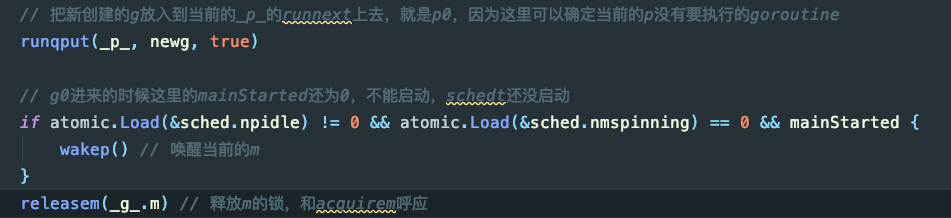 // 把新创建的g放入到当前的_p_的runnext上去，就是p0，因为这里可以确定当前的p没有要执行的goroutine
runqput(_p_, newg, true)
// g0进来的时候这里的mainStarted还为0，不能启动，schedt还没启动
if atomic.Load(&sched.npidle) != 0 && atomic.Load(&sched.nmspinning) == 0 && mainStarted {
wakep() // 唤醒当前的m
}
releasem(_g_.m) // 释放m的锁，和acquirem呼应